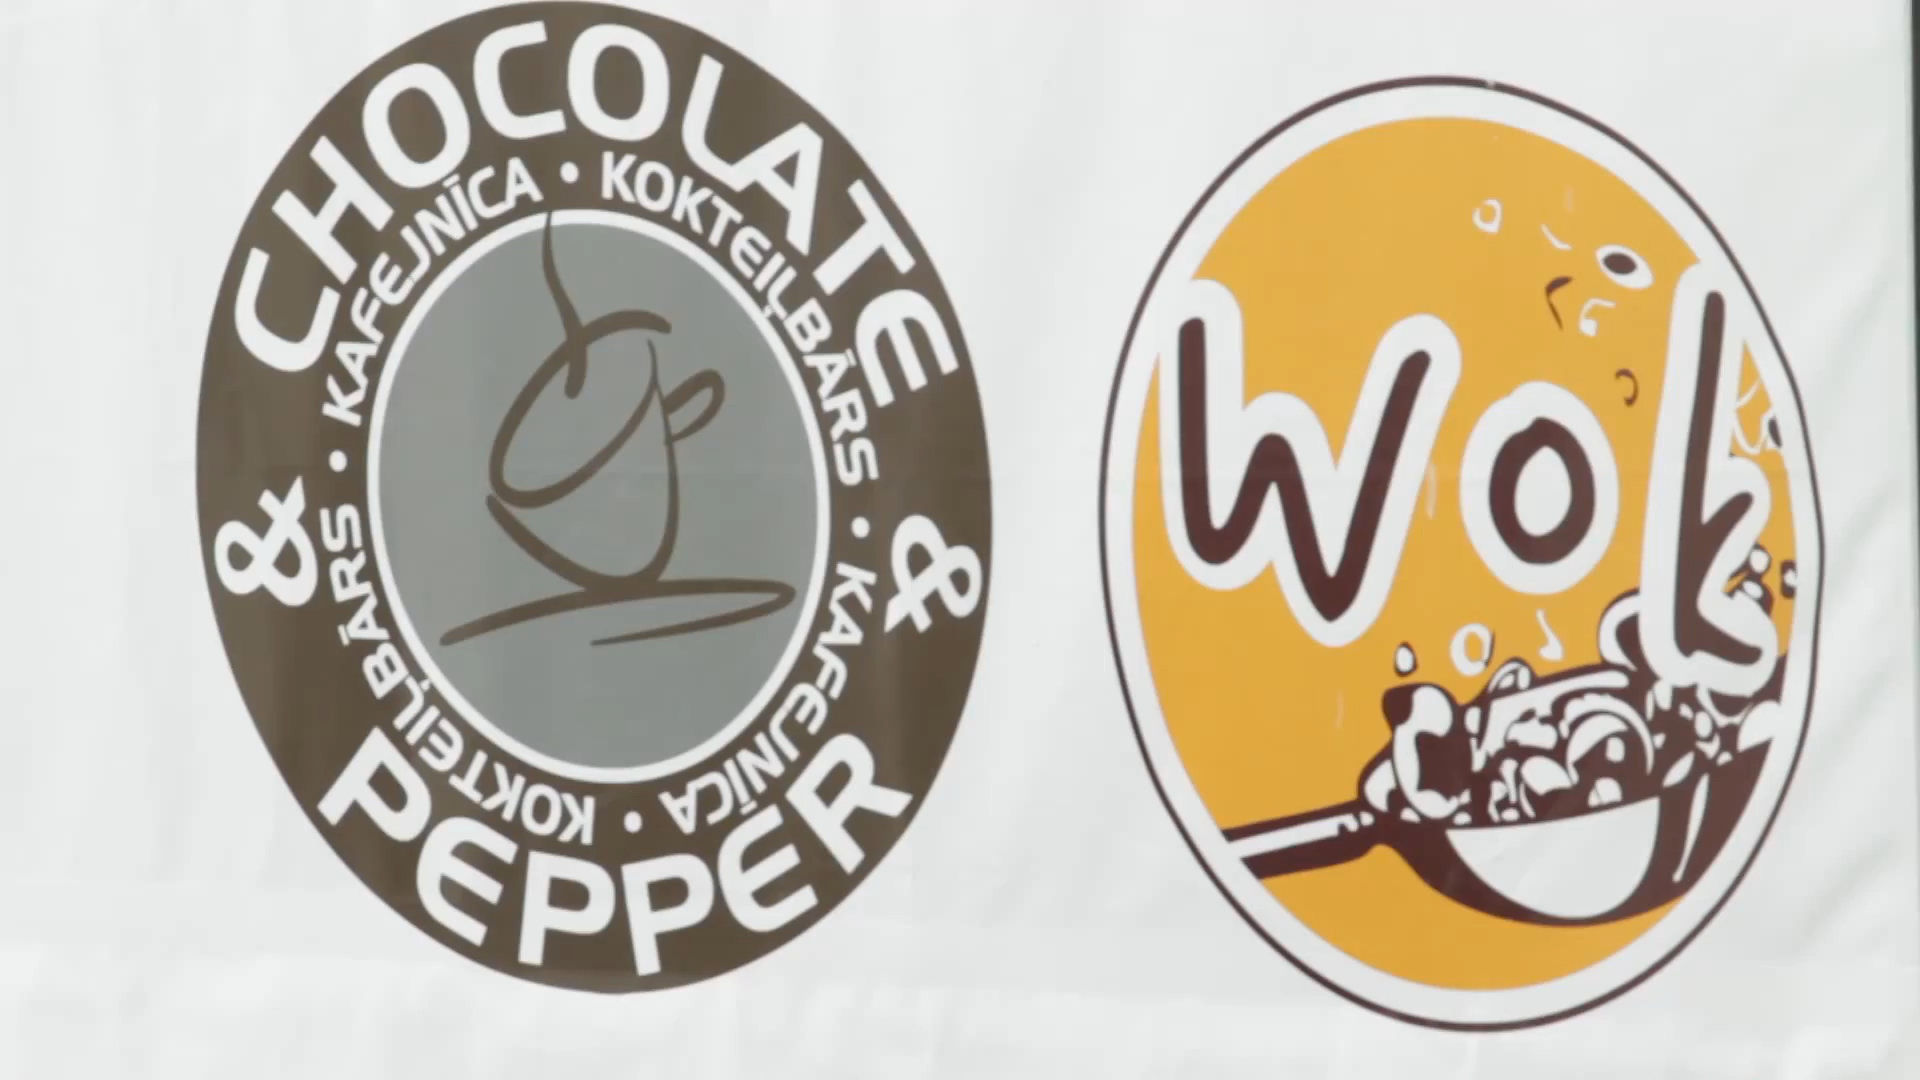 CHOCOLATE
& PEPPER &
KAFEJNĪCA • KOKTEIĻBĀRS • KAFEJNĪCA • KOKTEIĻBĀRS •
Wok